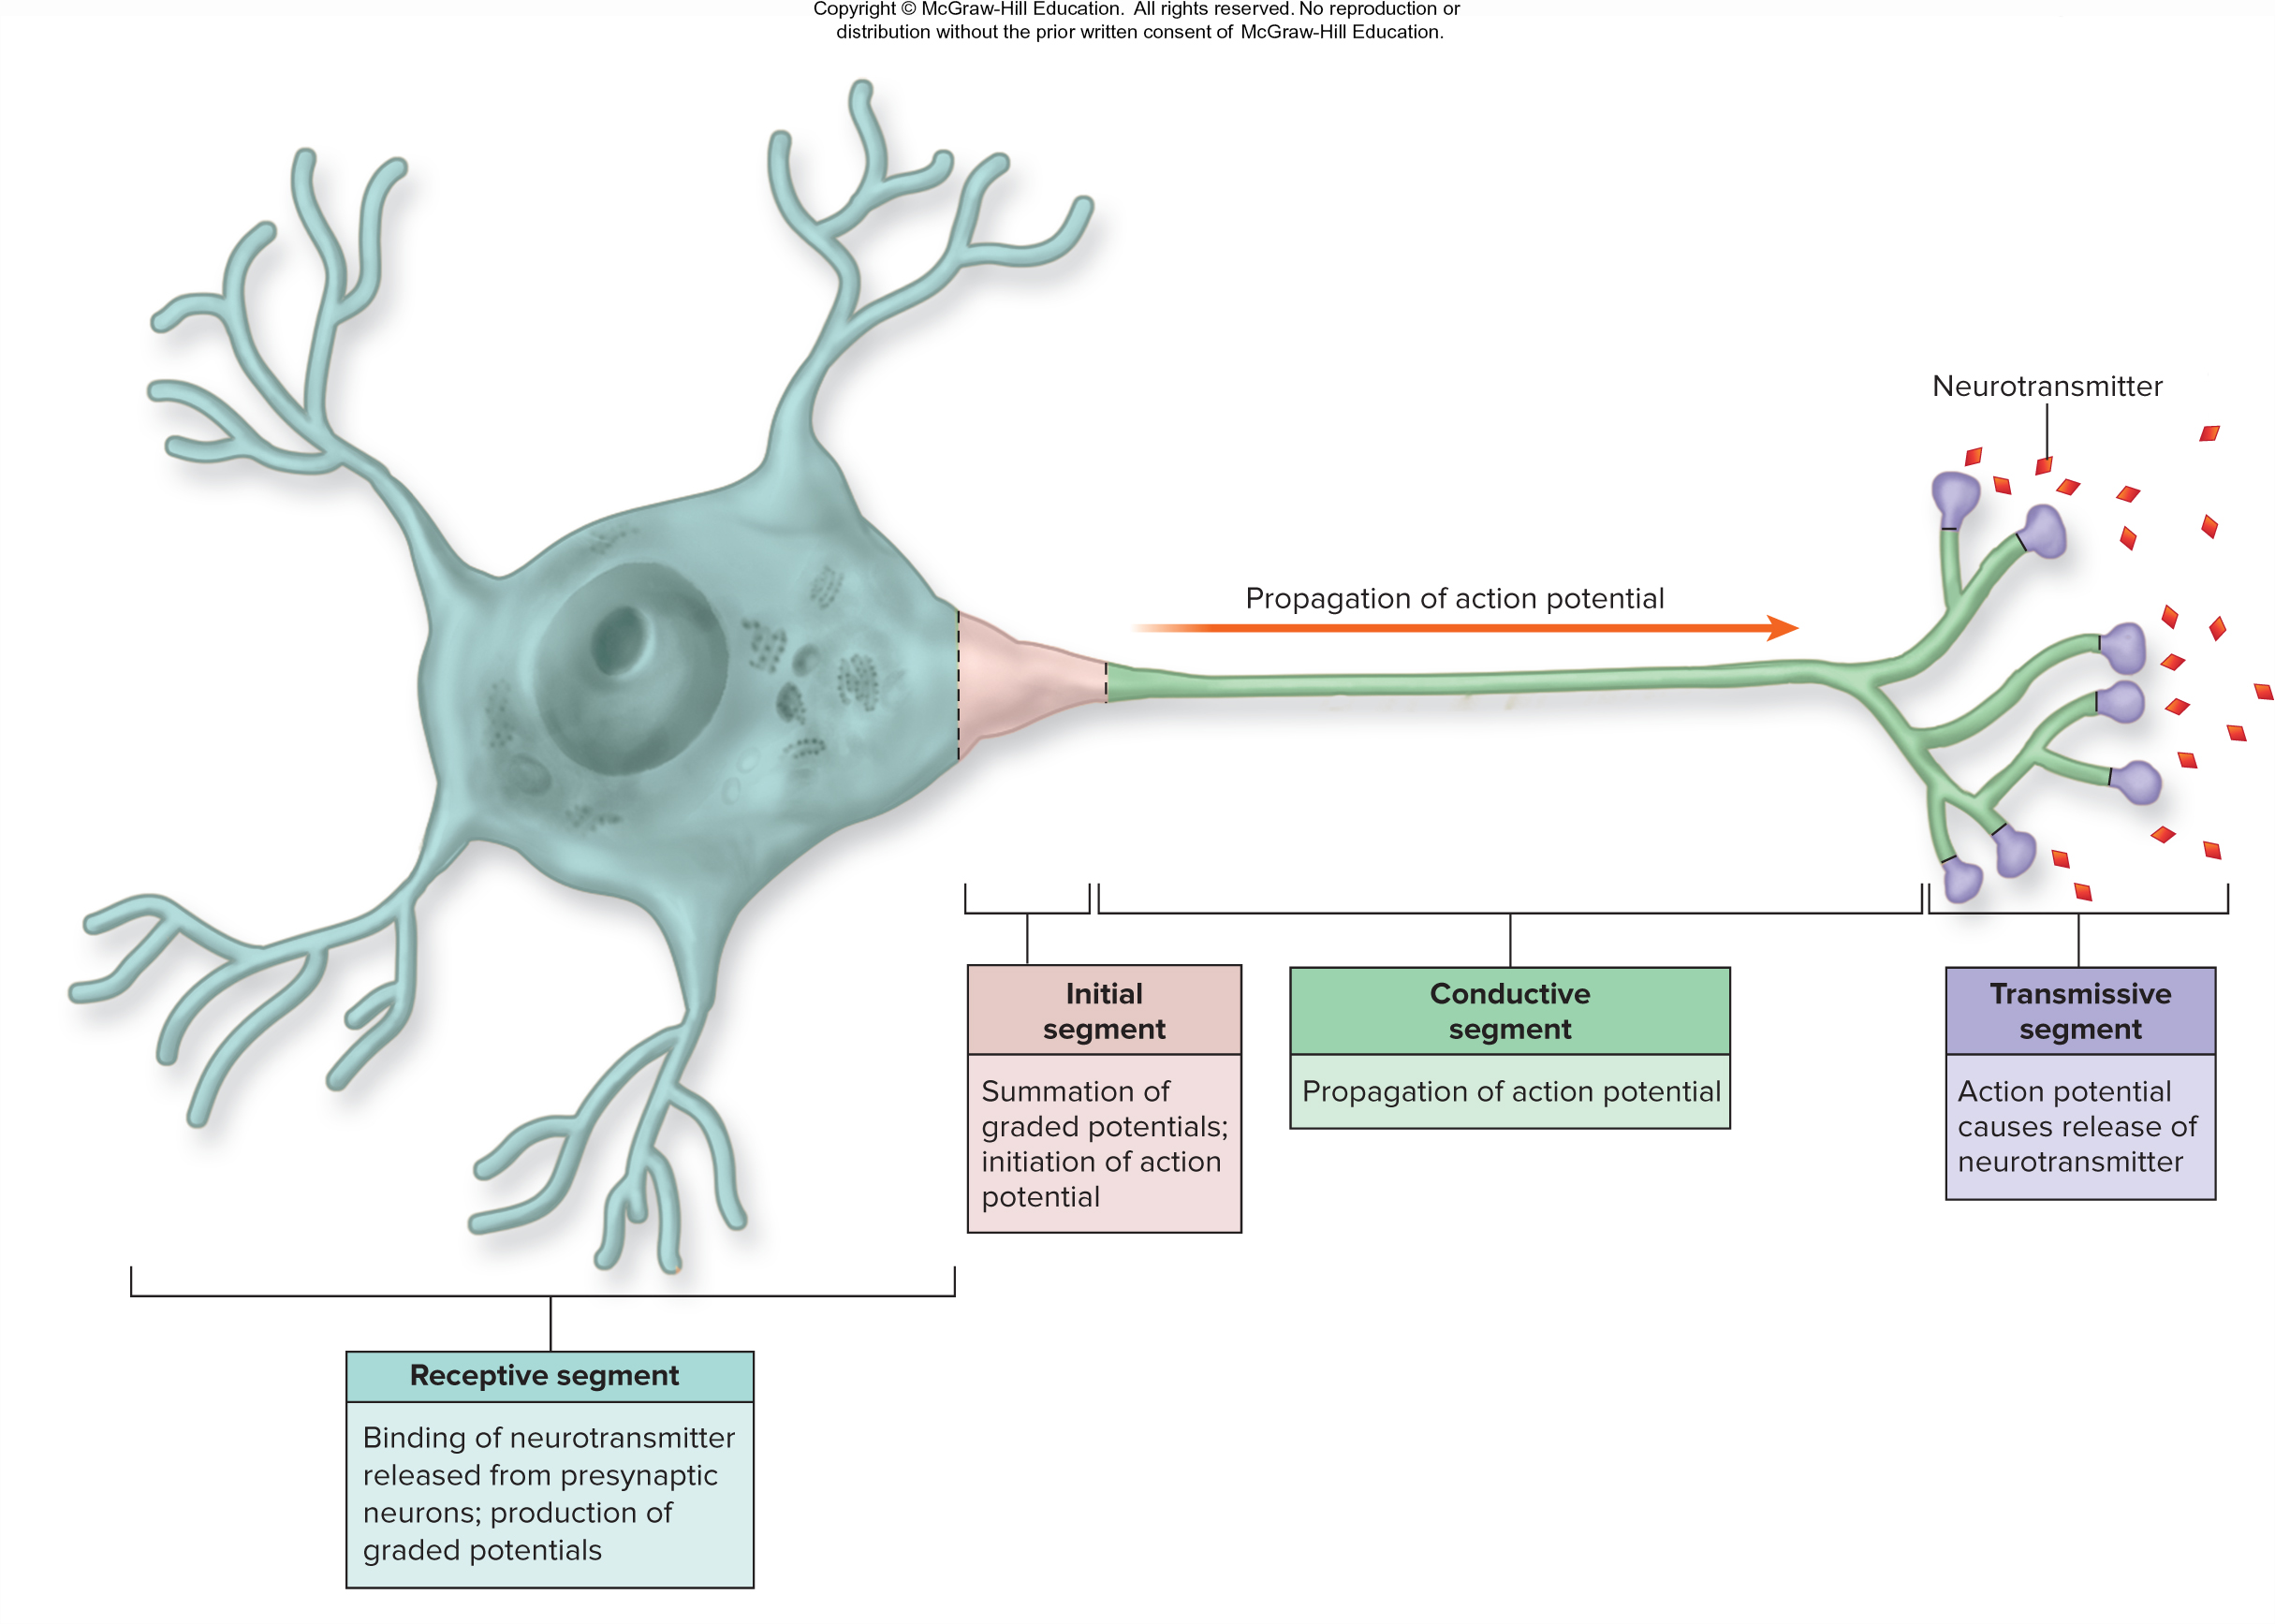 Copyright © McGraw-Hill Education. All rights reserved. No reproduction or
distribution without the prior written consent of McGraw-Hill Education.
Neurotransmitter
Propagation of action potential
Initial
segment
Summation of
graded potentials;
initiation of action
potential
Conductive
segment
Propagation of action potential
Transmissive
segment
Action potential
causes release of
neurotransmitter
Receptive segment
Binding of neurotransmitter
released from presynaptic
neurons; production of
graded potentials